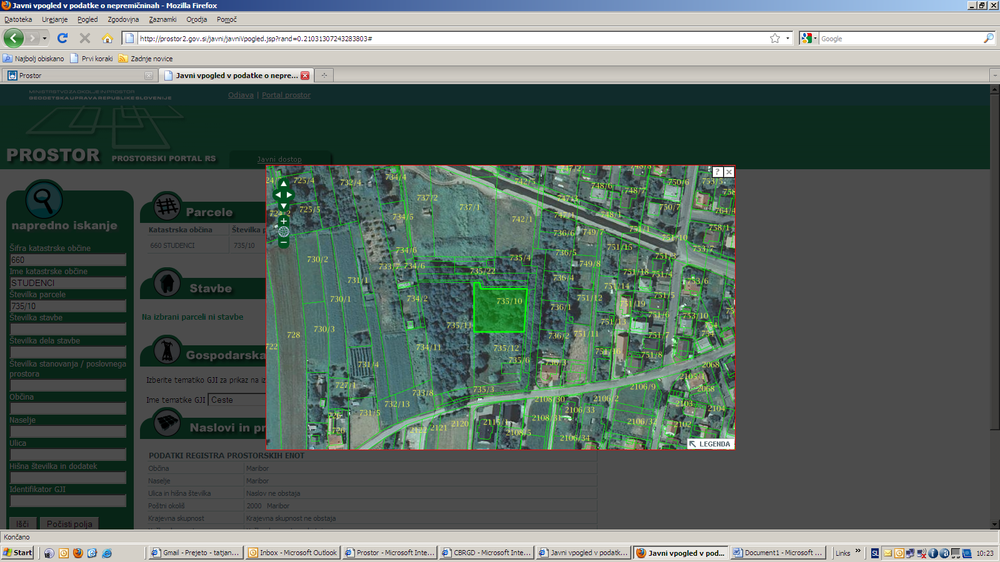 Javni vpogled v podatke o nepremičninah - Mozilla Firefox
Datoteka Urejanje Pogled Zgodovina Zaznamki Orodja Pomoč
http://prostor2.gov.si/javni/javniVpogled.jsp?rand=0.21031307243283803#
Google
Najbolj obiskano Prvi koraki Zadnje novice
Prostor
Javni vpogled v podatke o nepre...
MINISTRSTVO ZA OKOLJE IN PROSTOR
GEODETSKA UPRAVA REPUBLIKE SLOVENIJE
Odjava | Portal prostor
PROSTOR PROSTORSKI PORTAL RS
Javni dostop
napredno iskanje
Šifra katastrske občine
660
Ime katastrske občine
STUDENCI
Številka parcele
735/10
Številka stavbe
Številka dela stavbe
Številka stanovanja / poslovnega
prostora
Občina
Naselje
Ulica
Hišna številka in dodatek
Identifikator GJI
Išči Počisti polja
Parcele
Katastrska občina Številka p
660 STUDENCI 735/10
Stavbe
Na izbrani parceli ni stavbe
Gospodarska
Izberite tematiko GJI za prikaz na iz
Ime tematike GJI Ceste
Naslovi in pr
PODATKI REGISTRA PROSTORSKIH ENOT
Občina Maribor
Naselje Maribor
Ulica in hišna številka Naslov ne obstaja
Poštni okoliš 2000 Maribor
Krajevna skupnost Krajevna skupnost ne obstaja
? ×
725/4
732/4
734/4
742/5
747/2
748/6
748/7
750/6
753/5
737/2
737/1
747/3
750/7
764/4
725/5
724/2
734/5
742/1
747/1
748/1
758/1
751/1
736/6
749/7
751/10
734/6
736/5
751/15
753/7
730/2
735/4
751/3
733/7
734/6
735/22
749/8
751/18
751/4
731/1
736/4
753/6
751/14
730/1
734/2
735/10
751/12
751/5
736/1
751/19
751/6
753/10
730/3
735/11
751/13
754
728
736/2
751/11
751/7
754
722
734/11
735/12
751/16
751/8
731/4
735/6
736/3
2068
727/1
735/3
2105/1
733/8
2106/9
2068
732/13
2108/30
2106/2
2103
2104
726
731/5
2106/33
2108/31
2106/32
2102
726
2122
2121
2120
2115/1
2108/5
2106/34
LEGENDA
Končano
Start
Gmail - Prejeto - tatjan...
Inbox - Microsoft Outlook
Prostor - Microsoft Inte...
CBRGD - Microsoft Inte...
Javni vpogled v podatk...
Javni vpogled v pod...
Document1 - Microsoft ...
Links »
SL
10:23